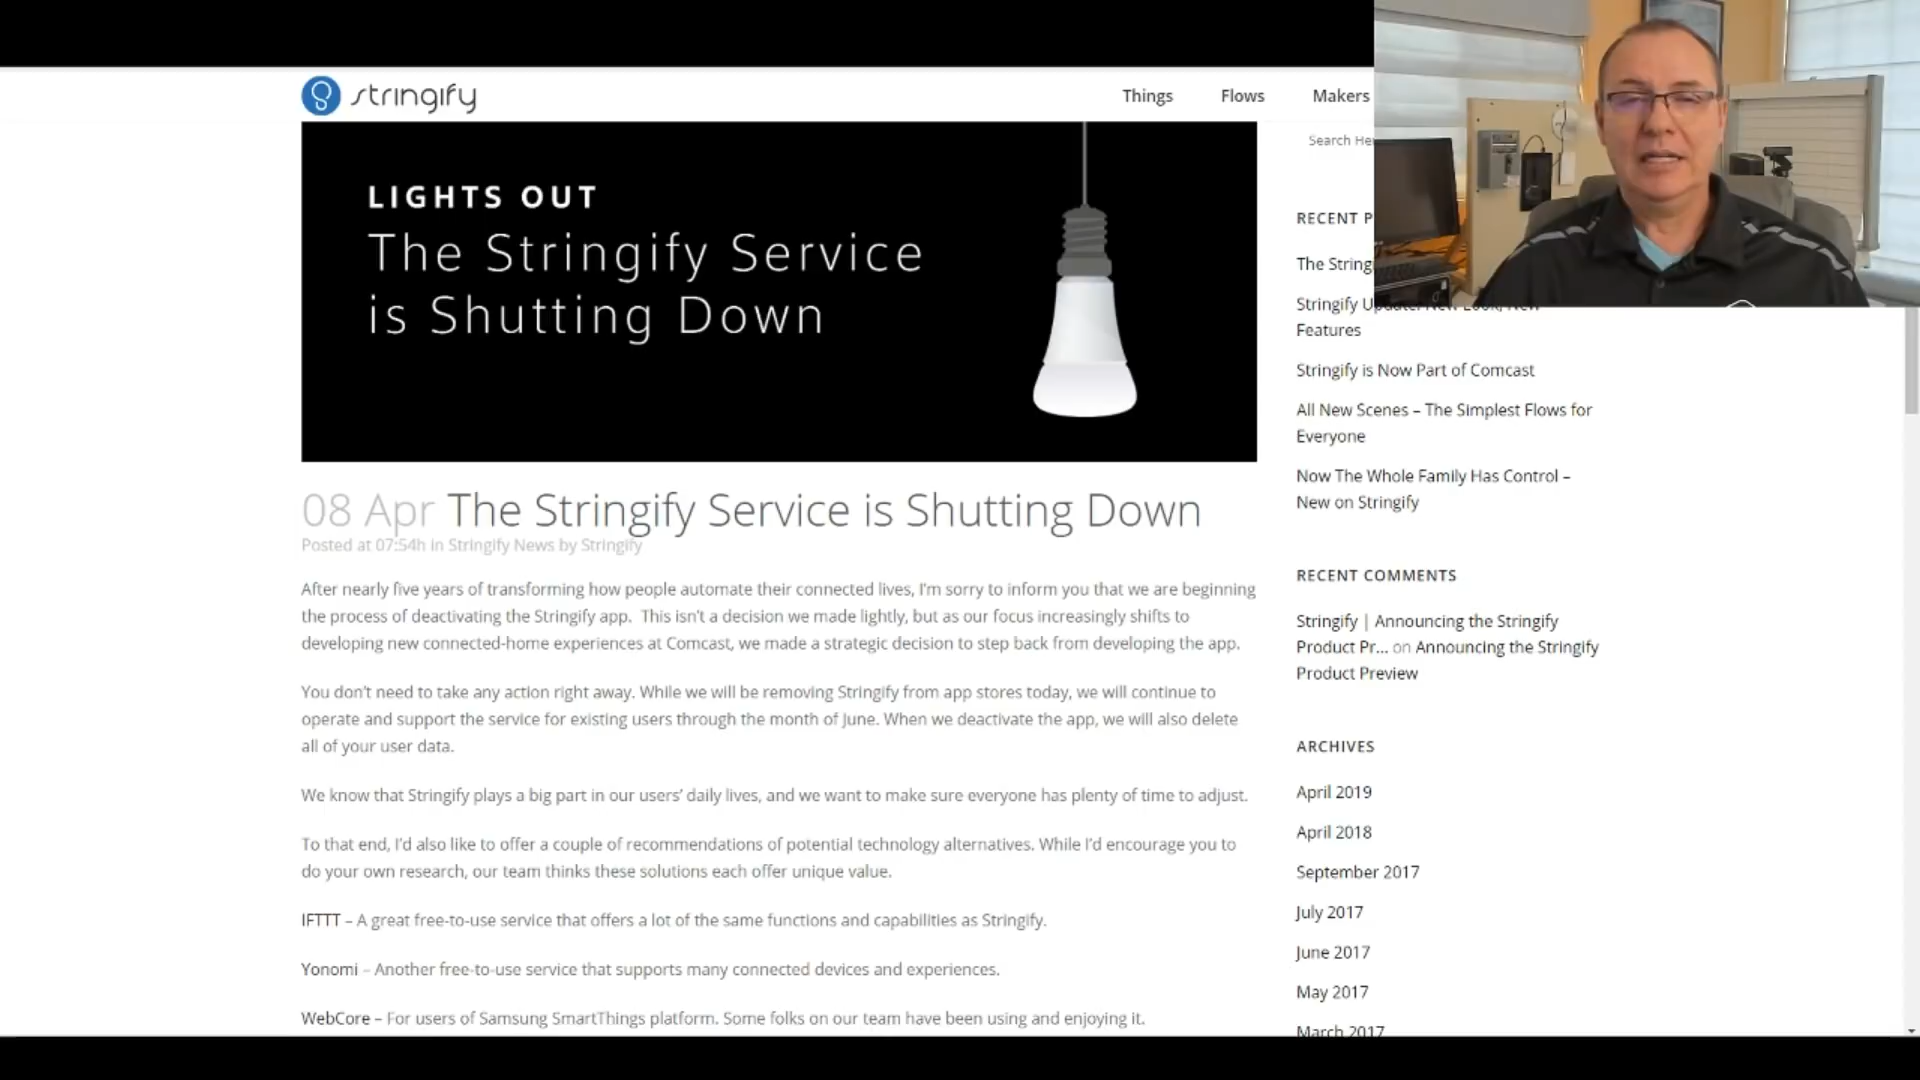 stringify
Things Flows Makers
LIGHTS OUT
The Stringify Service
is Shutting Down
08 Apr The Stringify Service is Shutting Down
Posted at 07:54h in Stringify News by Stringify
After nearly five years of transforming how people automate their connected lives, I'm sorry to inform you that we are beginning
the process of deactivating the Stringify app. This isn't a decision we made lightly, but as our focus increasingly shifts to
developing new connected-home experiences at Comcast, we made a strategic decision to step back from developing the app.
You don't need to take any action right away. While we will be removing Stringify from app stores today, we will continue to
operate and support the service for existing users through the month of June. When we deactivate the app, we will also delete
all of your user data.
We know that Stringify plays a big part in our users' daily lives, and we want to make sure everyone has plenty of time to adjust.
To that end, I'd also like to offer a couple of recommendations of potential technology alternatives. While I'd encourage you to
do your own research, our team thinks these solutions each offer unique value.
IFTTT – A great free-to-use service that offers a lot of the same functions and capabilities as Stringify.
Yonomi – Another free-to-use service that supports many connected devices and experiences.
WebCore – For users of Samsung SmartThings platform. Some folks on our team have been using and enjoying it.
Search
RECENT
The
Stringify Update: New Look, New
Features
Stringify is Now Part of Comcast
All New Scenes – The Simplest Flows for
Everyone
Now The Whole Family Has Control –
New on Stringify
RECENT COMMENTS
Stringify | Announcing the Stringify
Product Pr... on Announcing the Stringify
Product Preview
ARCHIVES
April 2019
April 2018
September 2017
July 2017
June 2017
May 2017
March 2017